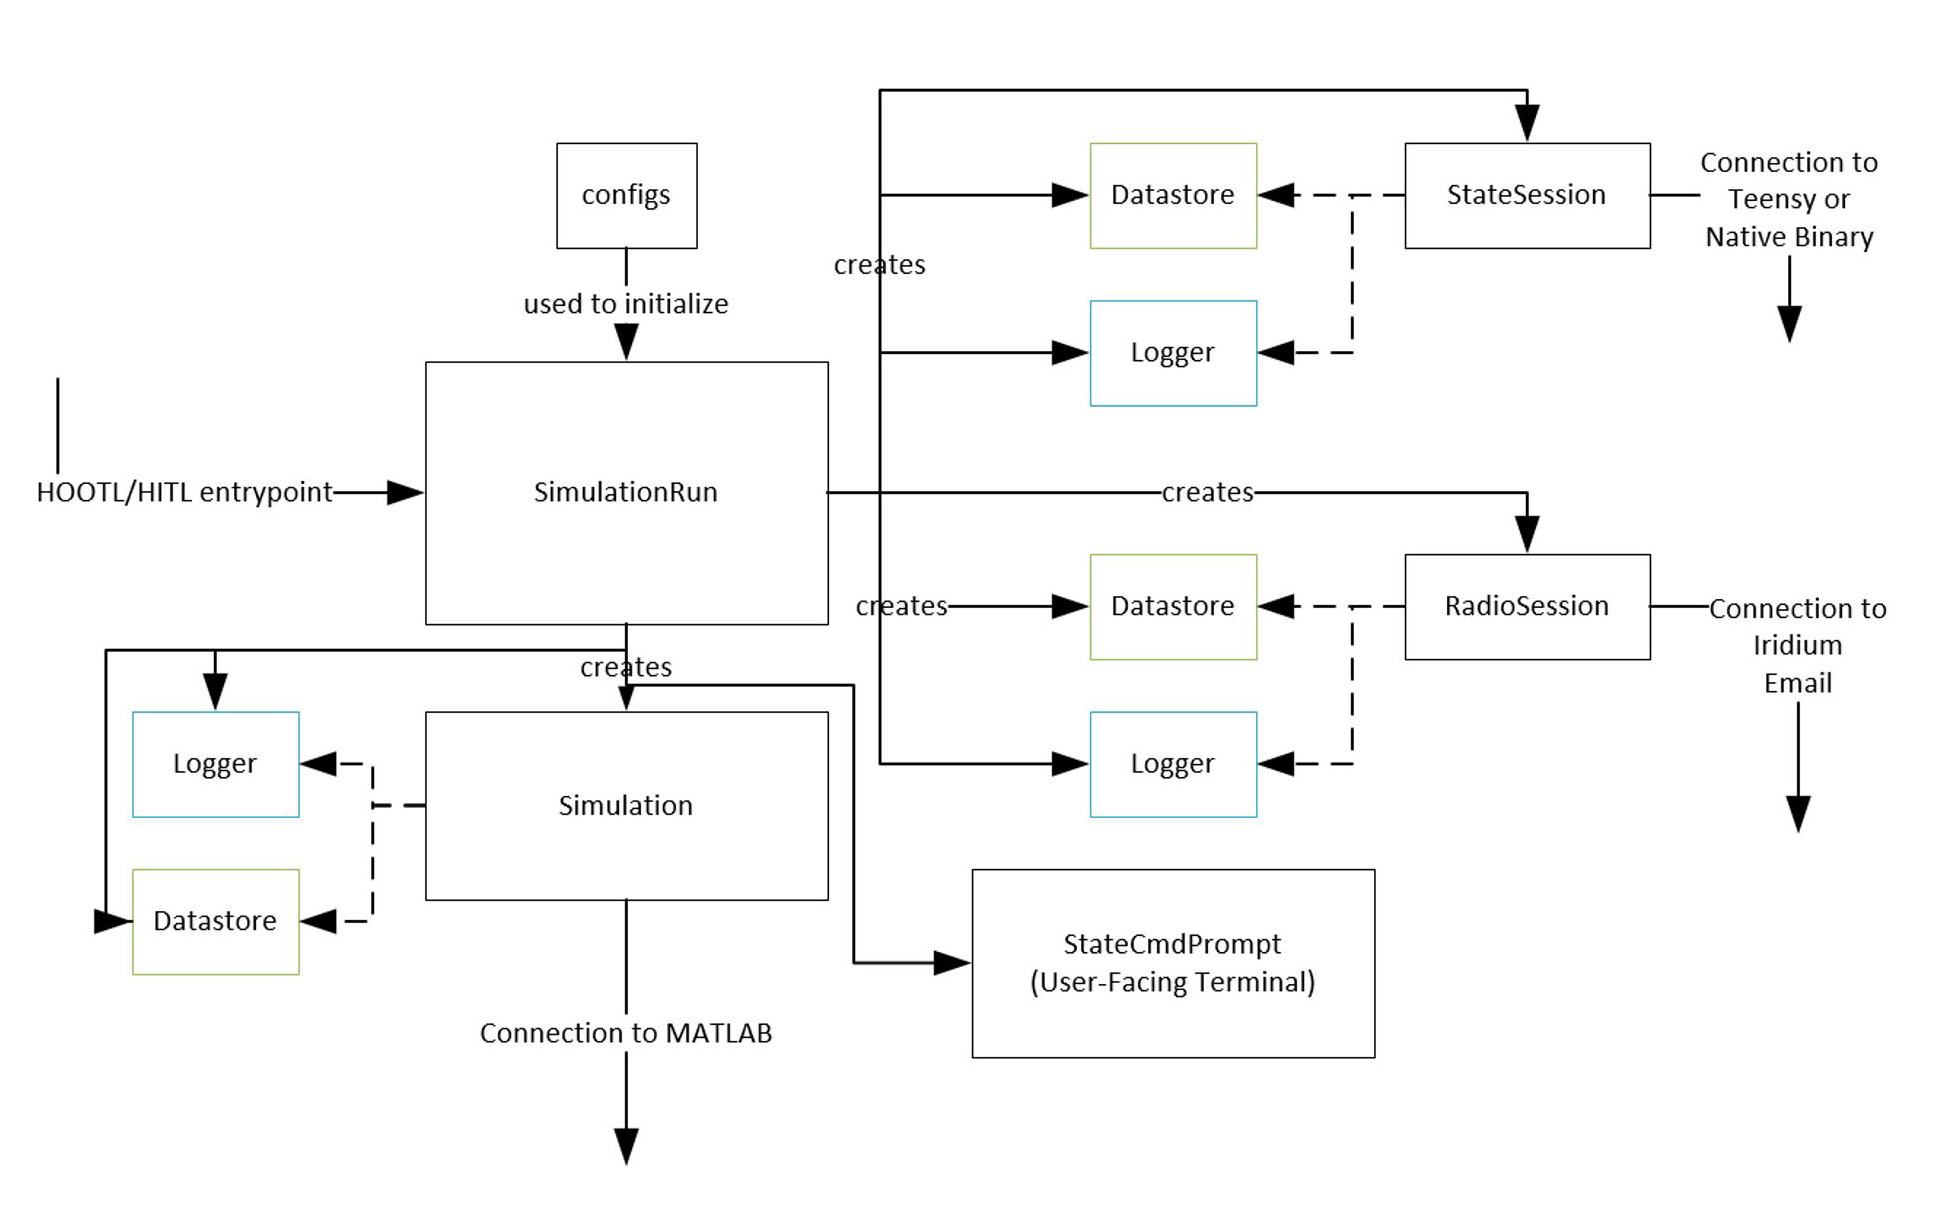 configs
used to initialize
HOOTL/HITL entrypoint
SimulationRun
creates
Datastore
StateSession
Connection to
Teensy or
Native Binary
creates
Logger
creates
creates
Datastore
RadioSession
Connection to
Iridium
Email
Logger
Logger
Simulation
Datastore
StateCmdPrompt
(User-Facing Terminal)
Connection to MATLAB